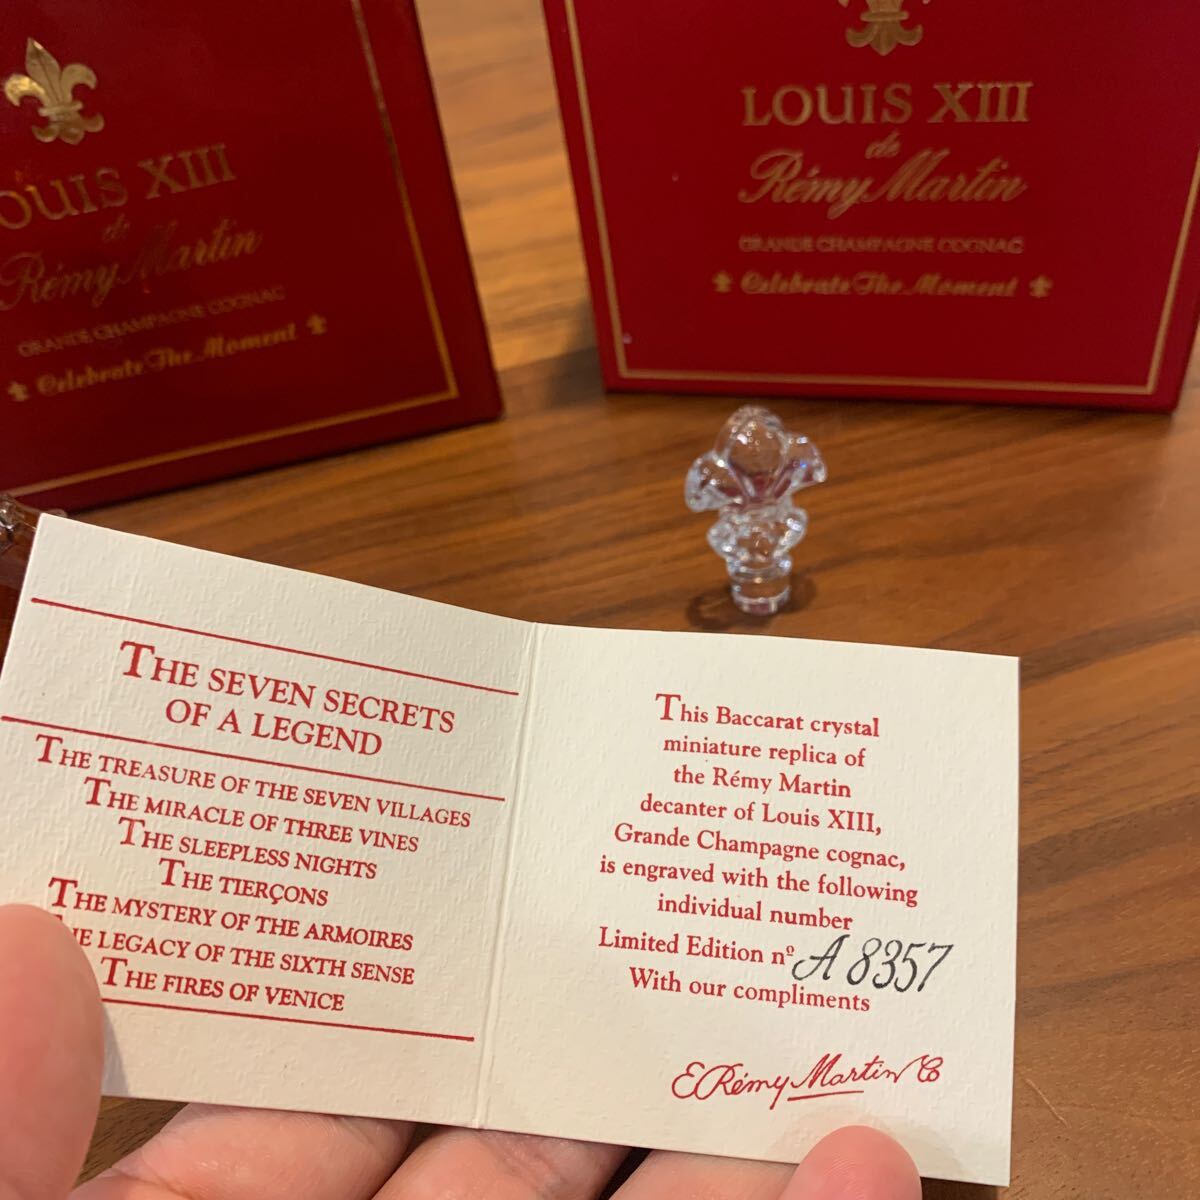 OUIS XIII
de
Rémy Martin
GRANDE CHAMPAGNE COGNAC
Celebrate The Moment
LOUIS XIII
de
Rémy Martin
GRANDE CHAMPAGNE COGNAC
Celebrate The Moment
THE SEVEN SECRETS
OF A LEGEND
THE TREASURE OF THE SEVEN VILLAGES
THE MIRACLE OF THREE VINES
THE SLEEPLESS NIGHTS
THE TIERÇONS
THE MYSTERY OF THE ARMOIRES
HE LEGACY OF THE SIXTH SENSE
THE FIRES OF VENICE
This Baccarat crystal
miniature replica of
the Rémy Martin
decanter of Louis XIII,
Grande Champagne cognac,
is engraved with the following
individual number
Limited Edition nº A 8357
With our compliments
E Rémy Martin & Co